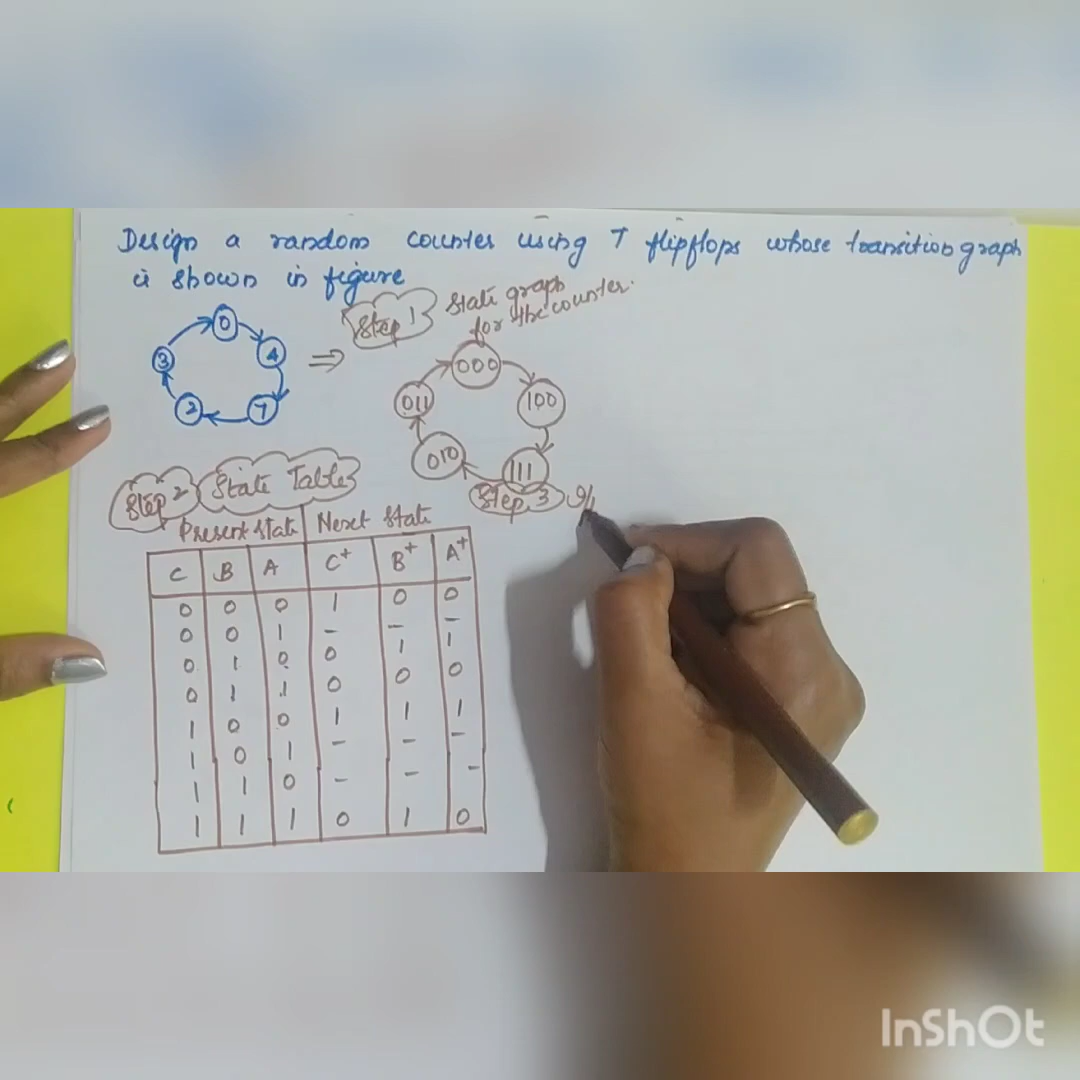 Design a random counter using T flipflops whose transition graph
is shown in figure
Step 1 State graph
for the counter.
0
4
7
2
3
⇒
000
100
111
010
011
Step 2 State Table
Present state Next state
C B A C+ B+ A+
0 0 0 1 0 0
0 0 1 - - -
0 1 0 0 1 1
0 1 1 0 0 0
1 0 0 1 1 1
1 0 1 - - -
1 1 0 - - -
1 1 1 0 1 0
Step 3
InShOt